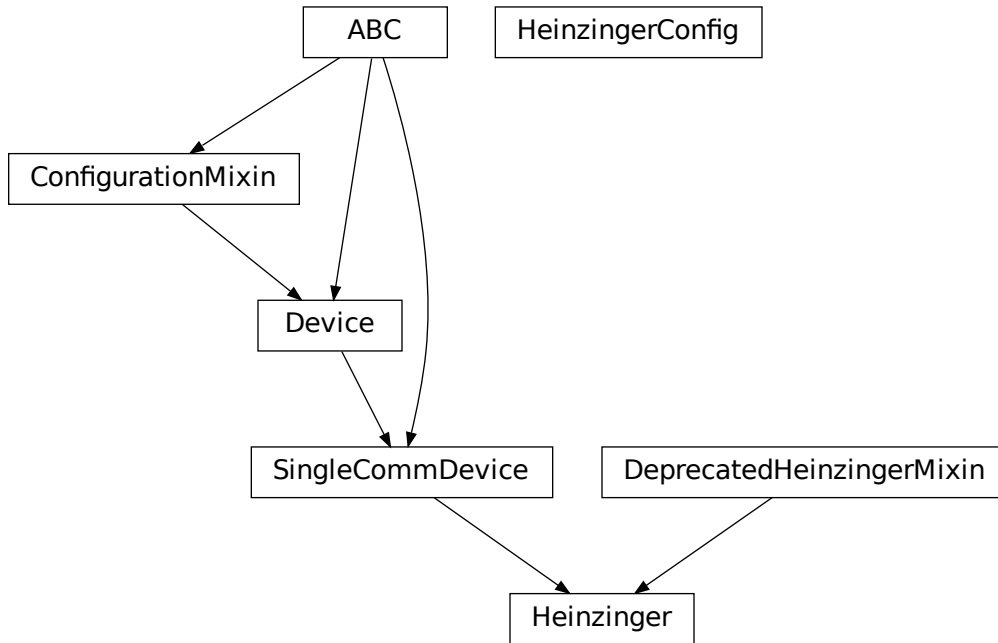 ABC
HeinzingerConfig
ConfigurationMixin
Device
SingleCommDevice
DeprecatedHeinzingerMixin
Heinzinger